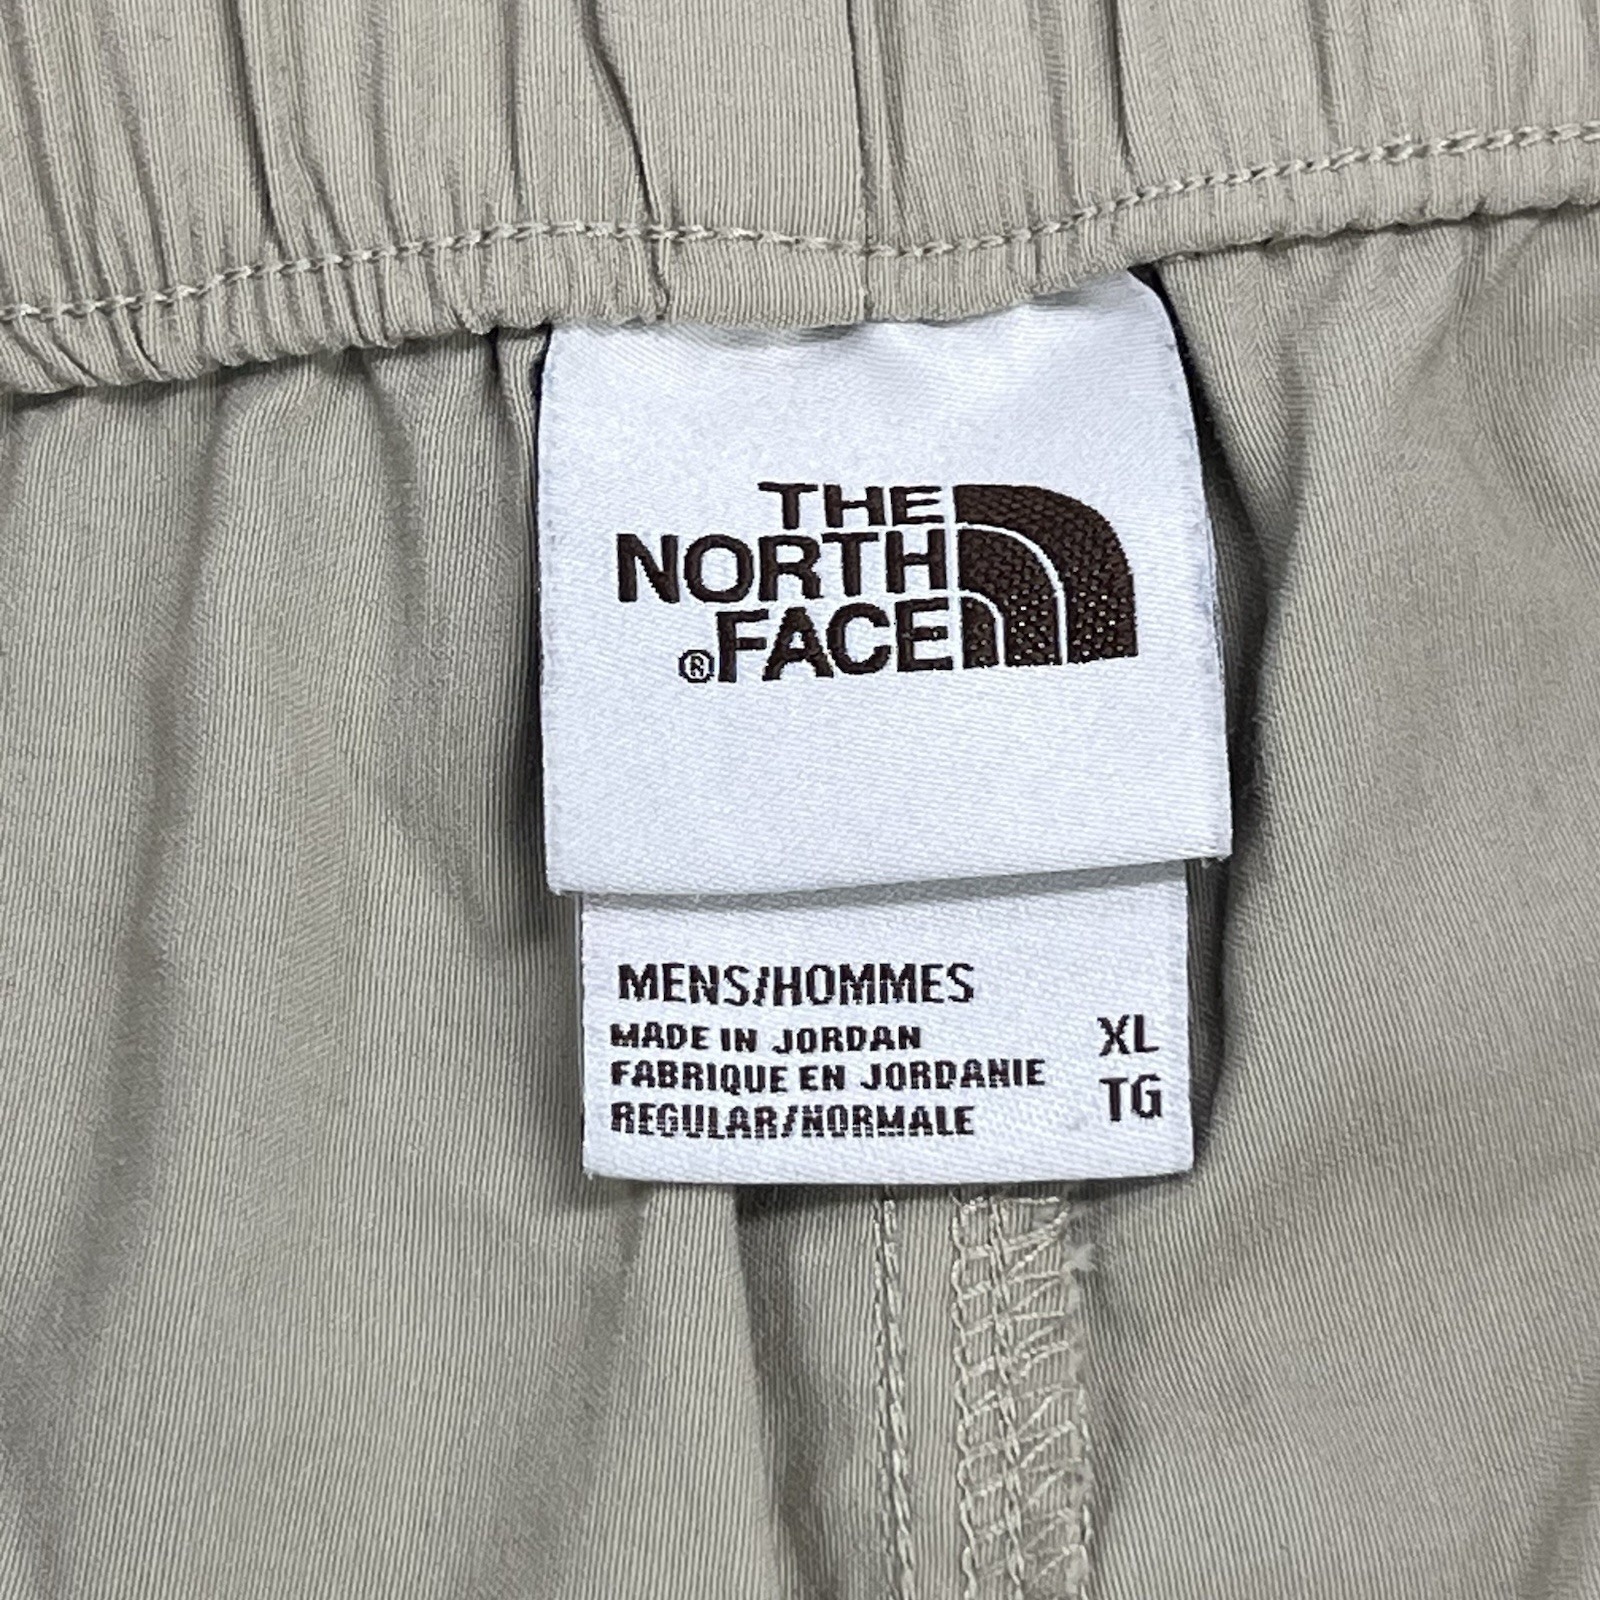 THE
NORTH
®FACE
MENS/HOMMES
MADE IN JORDAN
FABRIQUE EN JORDANIE
REGULAR/NORMALE
XL
TG